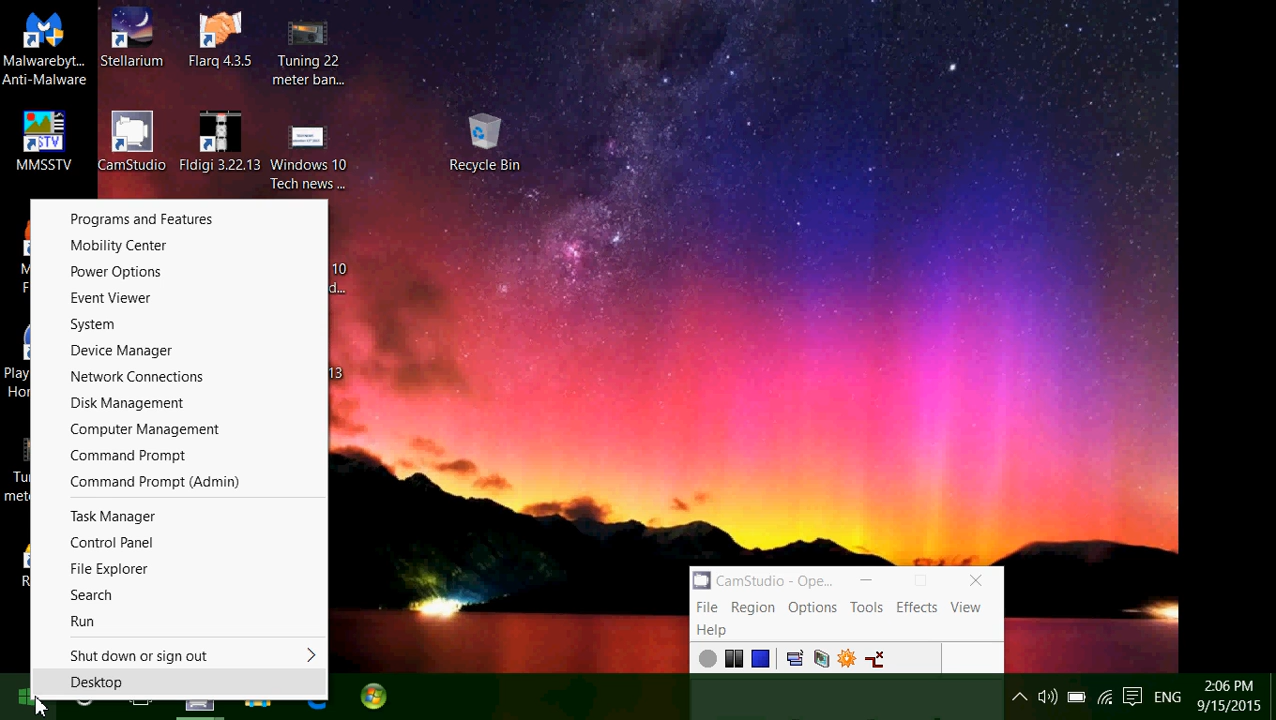 Malwareby... Anti-Malware
Stellarium
Flarq 4.3.5
Tuning 22
meter ban...
MMSSTV
CamStudio
Fldigi 3.22.13
Windows 10
Tech news ...
Recycle Bin
Programs and Features
Mobility Center
Power Options
Event Viewer
System
Device Manager
Network Connections
Disk Management
Computer Management
Command Prompt
Command Prompt (Admin)
Task Manager
Control Panel
File Explorer
Search
Run
Shut down or sign out
Desktop
10
d...
13
Play
CamStudio - Ope...
File Region Options Tools Effects View
Help
ENG
2:06 PM
9/15/2015